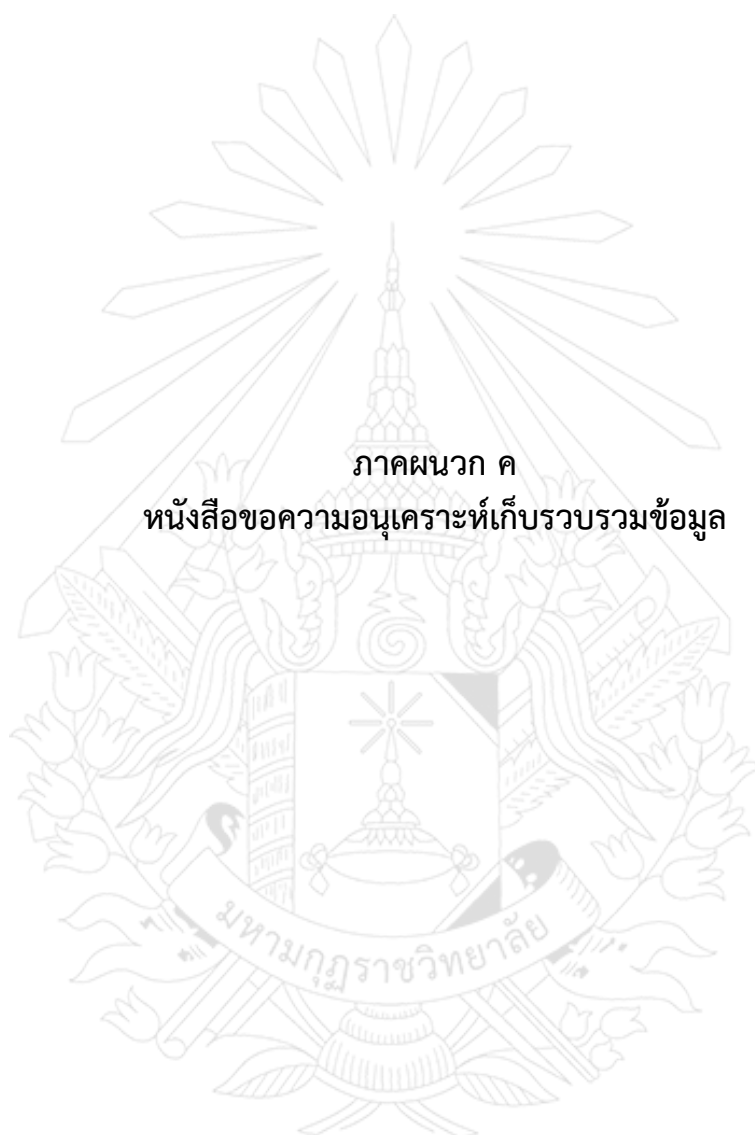 ภาคผนวก ค
หนังสือขอความอนุเคราะห์เก็บรวบรวมข้อมูล
มหามกุฏราชวิทยาลัย